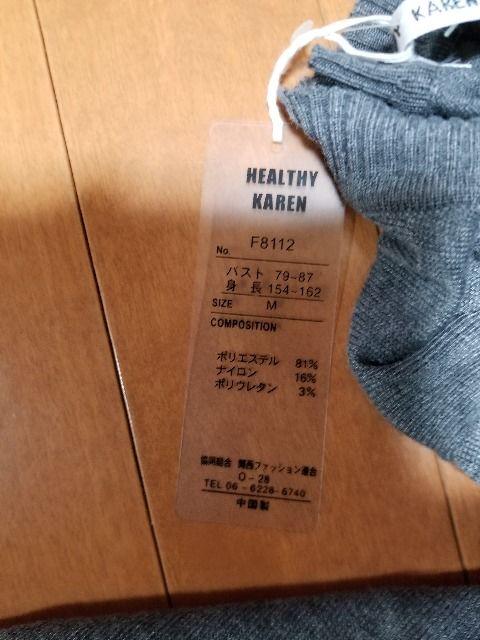 KAREN
HEALTHY
KAREN
No. F8112
バスト 79-87
身 長 154-162
SIZE M
COMPOSITION
ポリエステル 81%
ナイロン 16%
ポリウレタン 3%
協同組合 関西ファッション連合
O-28
TEL 06-6228-6740
中国製